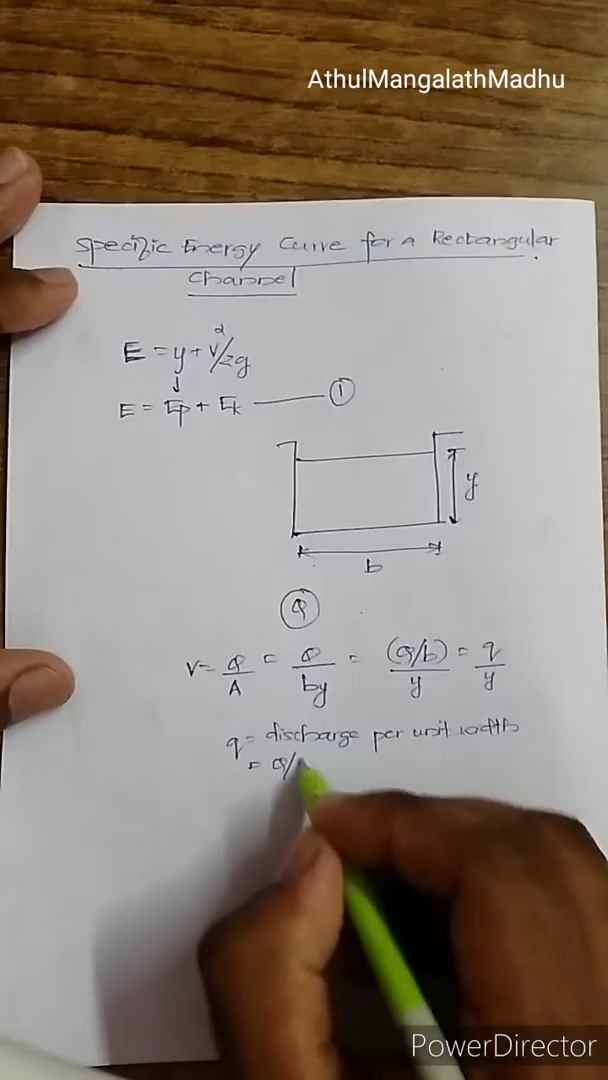 AthulMangalathMadhu
Specific Energy Curve for a Rectangular
Channel
E = y + v²/2g
↓
E = Ep + Ek ——— ①
y
b
Q
V = Q/A = Q/by = (Q/b)/y = q/y
q = discharge per unit width
= Q/
PowerDirector